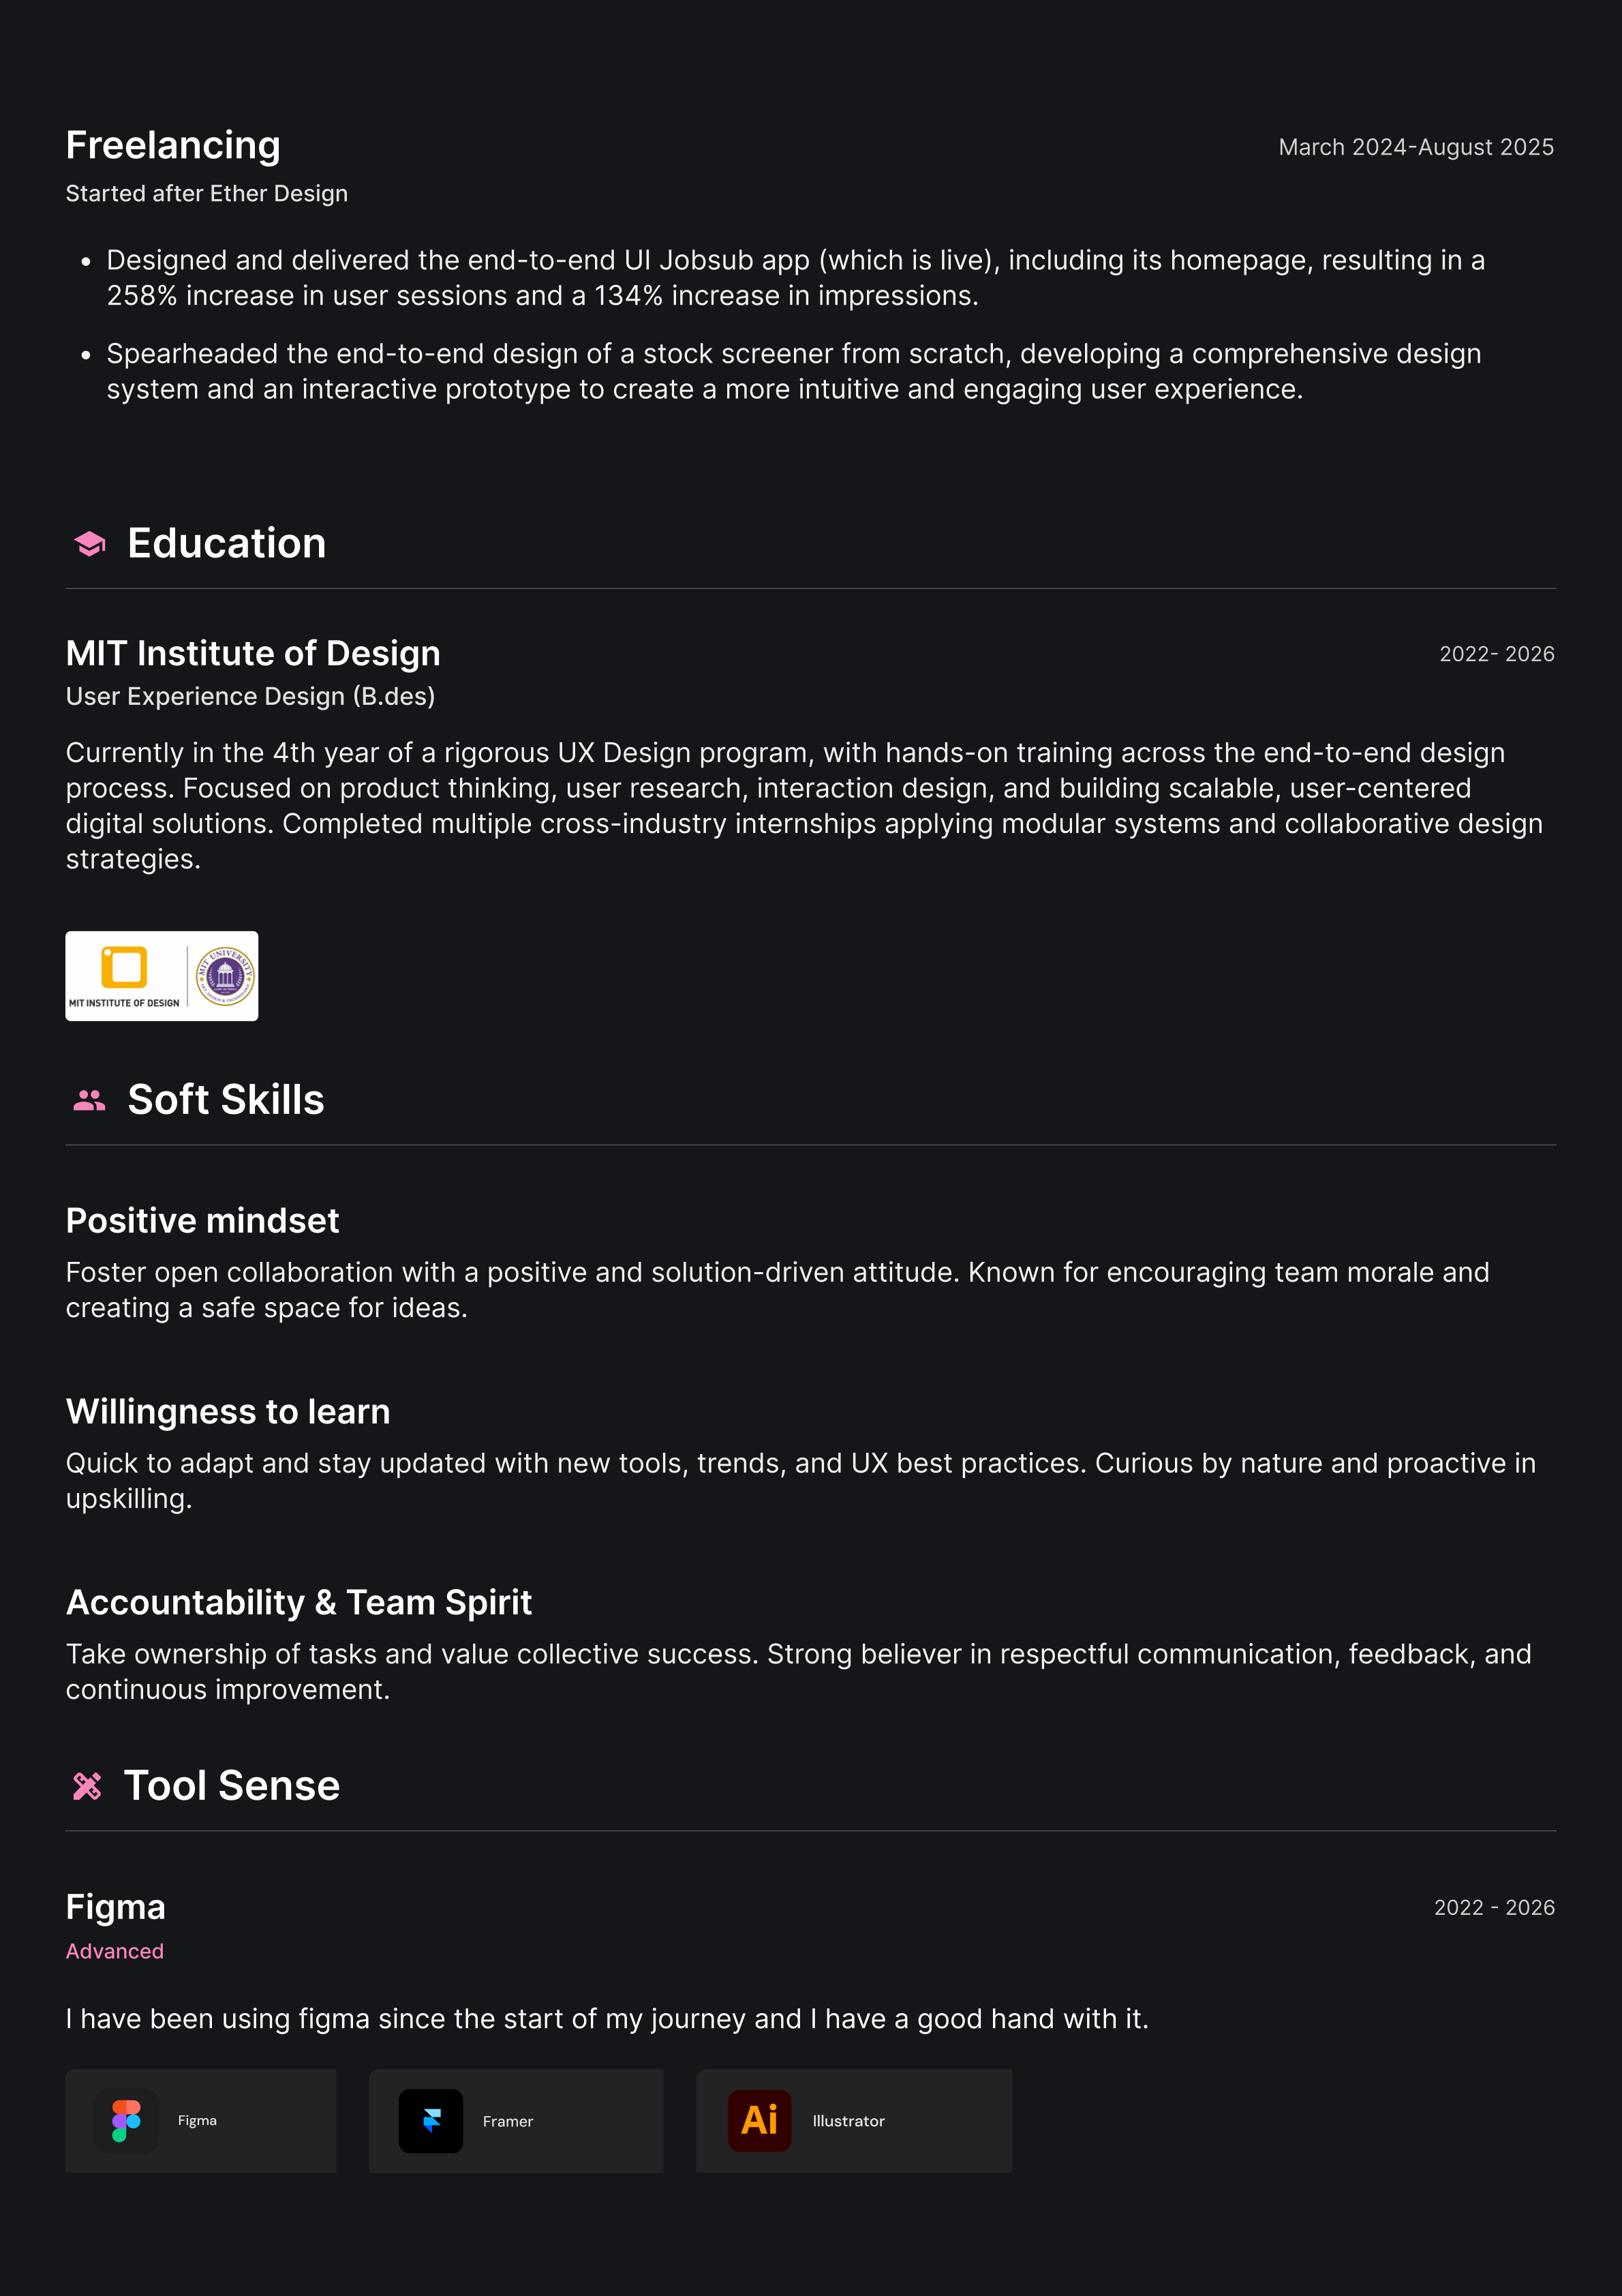 Freelancing
March 2024-August 2025
Started after Ether Design
• Designed and delivered the end-to-end UI Jobsub app (which is live), including its homepage, resulting in a
258% increase in user sessions and a 134% increase in impressions.
• Spearheaded the end-to-end design of a stock screener from scratch, developing a comprehensive design
system and an interactive prototype to create a more intuitive and engaging user experience.
Education
MIT Institute of Design
2022- 2026
User Experience Design (B.des)
Currently in the 4th year of a rigorous UX Design program, with hands-on training across the end-to-end design
process. Focused on product thinking, user research, interaction design, and building scalable, user-centered
digital solutions. Completed multiple cross-industry internships applying modular systems and collaborative design
strategies.
MIT INSTITUTE OF DESIGN
MIT UNIVERSITY
Soft Skills
Positive mindset
Foster open collaboration with a positive and solution-driven attitude. Known for encouraging team morale and
creating a safe space for ideas.
Willingness to learn
Quick to adapt and stay updated with new tools, trends, and UX best practices. Curious by nature and proactive in
upskilling.
Accountability & Team Spirit
Take ownership of tasks and value collective success. Strong believer in respectful communication, feedback, and
continuous improvement.
Tool Sense
Figma
2022 - 2026
Advanced
I have been using figma since the start of my journey and I have a good hand with it.
Figma
Framer
Ai
Illustrator